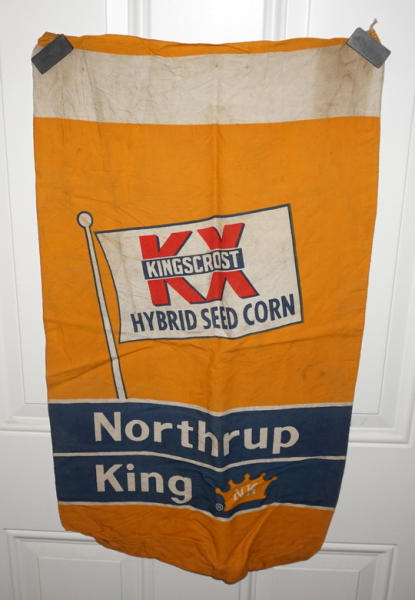 KX
KINGSCROST
HYBRID SEED CORN
Northrup
King
NK
®